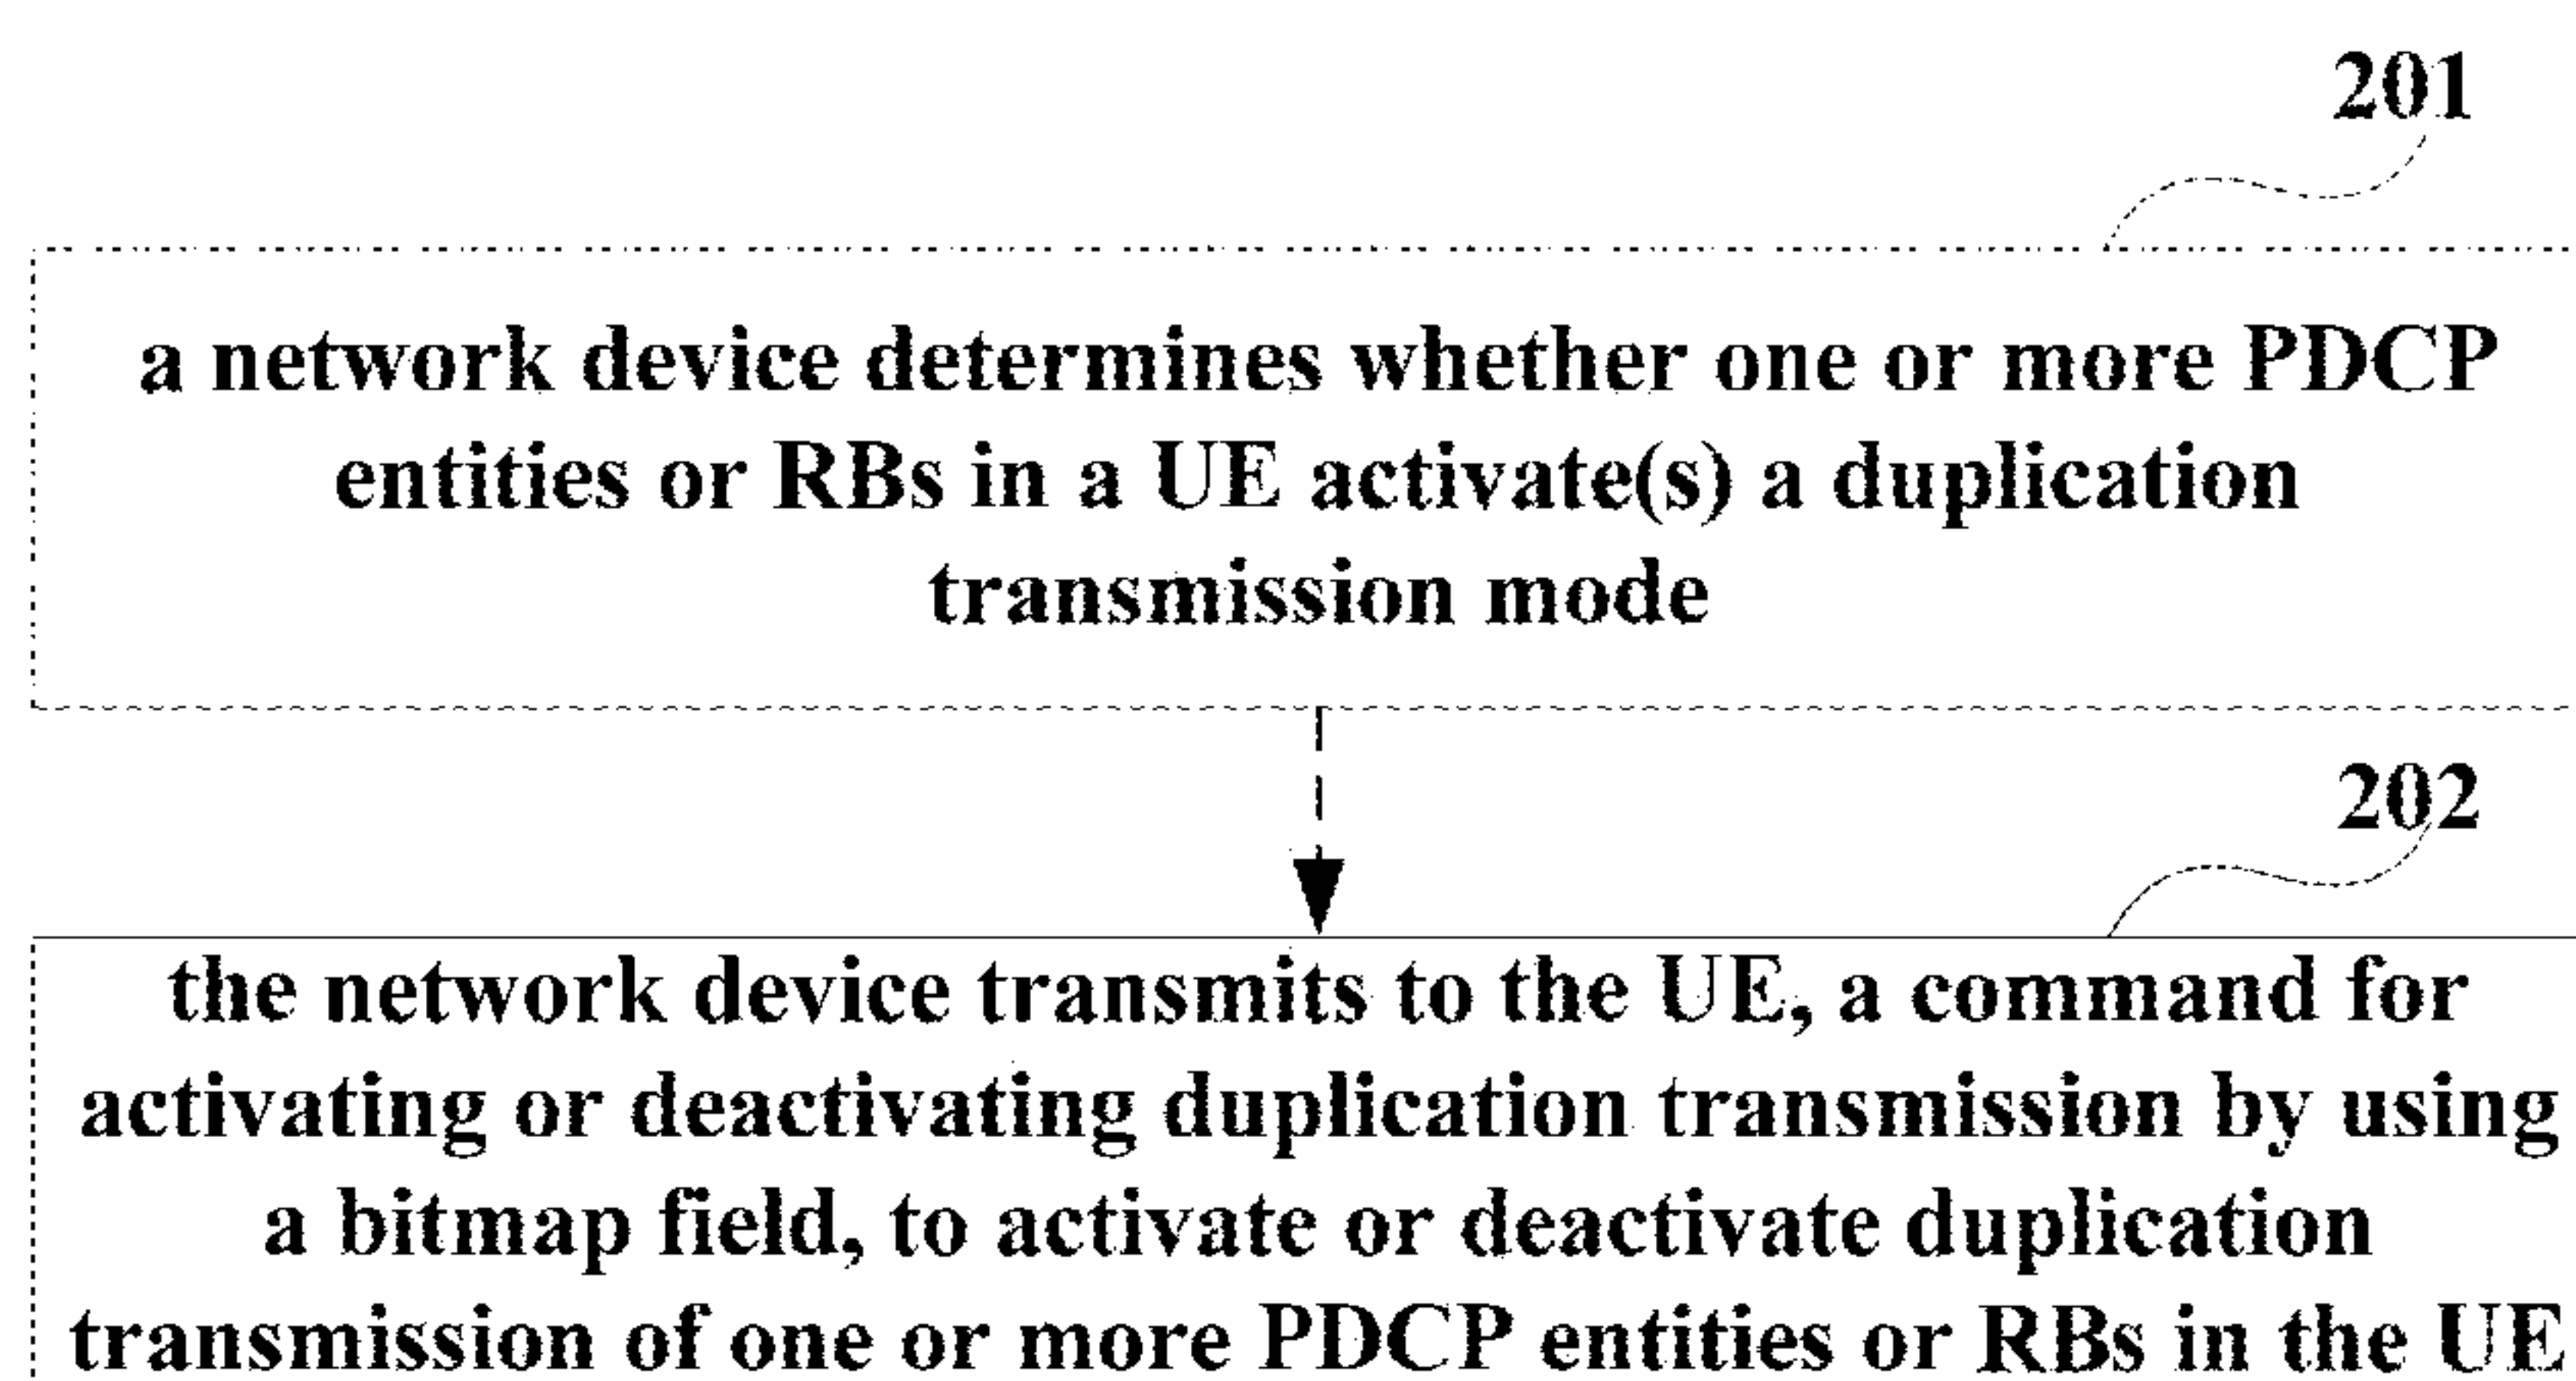 201
a network device determines whether one or more PDCP
entities or RBs in a UE activate(s) a duplication
transmission mode
202
the network device transmits to the UE, a command for
activating or deactivating duplication transmission by using
a bitmap field, to activate or deactivate duplication
transmission of one or more PDCP entities or RBs in the UE